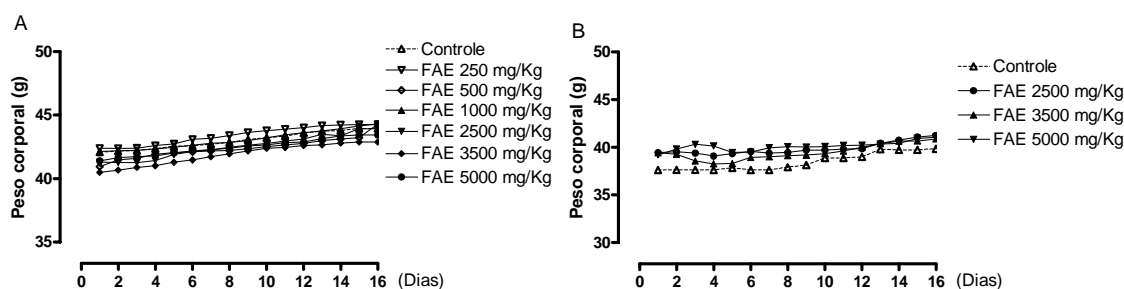 A
Peso corporal (g)
50
45
40
35
0 2 4 6 8 10 12 14 16 (Dias)
Controle
FAE 250 mg/Kg
FAE 500 mg/Kg
FAE 1000 mg/Kg
FAE 2500 mg/Kg
FAE 3500 mg/Kg
FAE 5000 mg/Kg
B
Peso corporal (g)
50
45
40
35
30
0 2 4 6 8 10 12 14 16 (Dias)
Controle
FAE 2500 mg/Kg
FAE 3500 mg/Kg
FAE 5000 mg/Kg